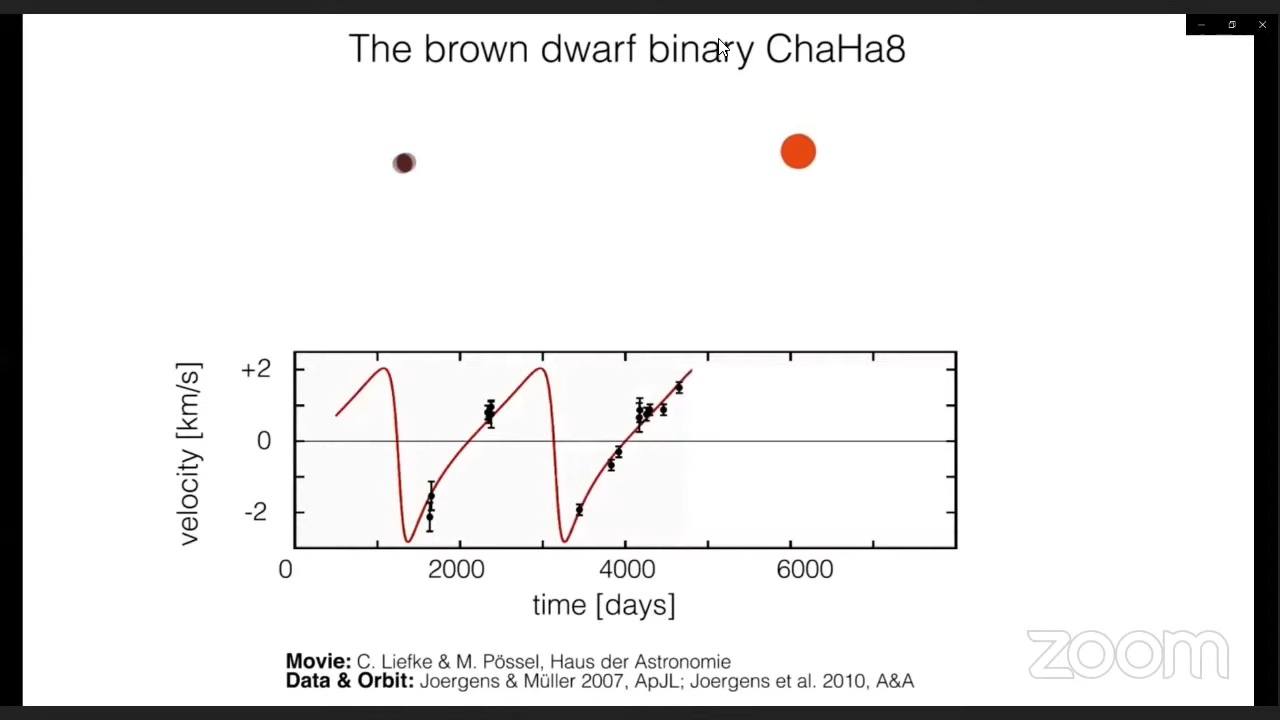 The brown dwarf binary ChaHa8
velocity [km/s]
+2
0
-2
0 2000 4000 6000
time [days]
Movie: C. Liefke & M. Pössel, Haus der Astronomie
Data & Orbit: Joergens & Müller 2007, ApJL; Joergens et al. 2010, A&A
zoom